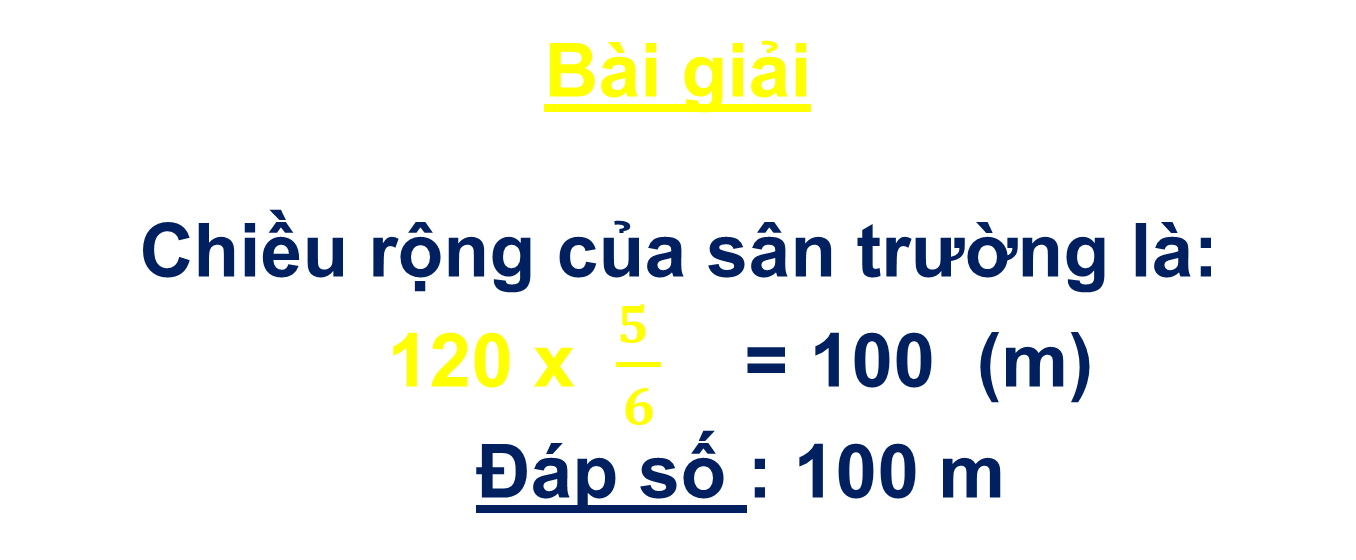 Bài giải
Chiều rộng của sân trường là:
120 x 5/6 = 100 (m)
Đáp số : 100 m